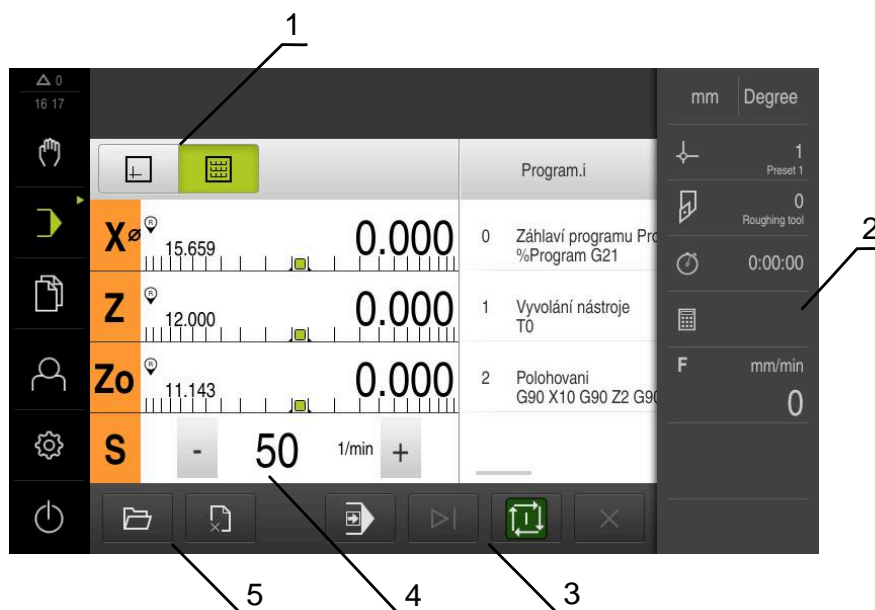 1
0
16 17
mm Degree
1
Preset 1
Program.i
0
Roughing tool
2
X⌀ R 15.659 0.000
0 Záhlaví programu Pro
%Program G21
0:00:00
Z R 12.000 0.000
1 Vyvolání nástroje
T0
F mm/min
0
Zo R 11.143 0.000
2 Polohovani
G90 X10 G90 Z2 G90
S - 50 1/min +
5 4 3